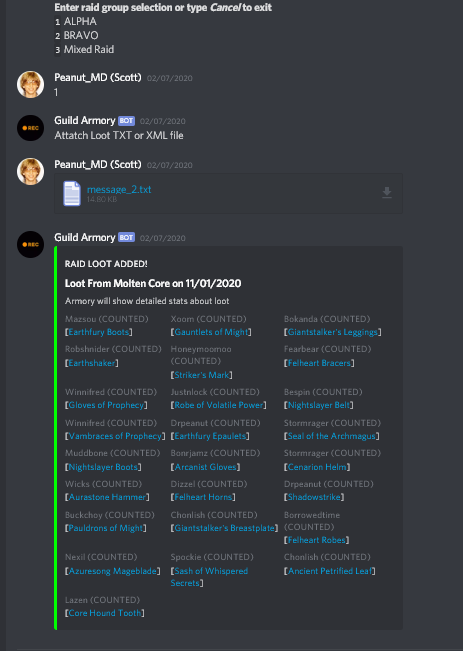 Enter raid group selection or type Cancel to exit
1 ALPHA
2 BRAVO
3 Mixed Raid
Peanut_MD (Scott) 02/07/2020
1
REC
Guild Armory BOT 02/07/2020
Attatch Loot TXT or XML file
Peanut_MD (Scott) 02/07/2020
message_2.txt
14.80 KB
REC
Guild Armory BOT 02/07/2020
RAID LOOT ADDED!
Loot From Molten Core on 11/01/2020
Armory will show detailed stats about loot
Mazsou (COUNTED) Xoom (COUNTED) Bokanda (COUNTED)
[Earthfury Boots] [Gauntlets of Might] [Giantstalker's Leggings]
Robshnider (COUNTED) Honeymoomoo Fearbear (COUNTED)
[Earthshaker] (COUNTED) [Felheart Bracers]
[Striker's Mark]
Winnifred (COUNTED) Justnlock (COUNTED) Bespin (COUNTED)
[Gloves of Prophecy] [Robe of Volatile Power] [Nightslayer Belt]
Winnifred (COUNTED) Drpeanut (COUNTED) Stormrager (COUNTED)
[Vambraces of Prophecy] [Earthfury Epaulets] [Seal of the Archmagus]
Muddbone (COUNTED) Bonrjamz (COUNTED) Stormrager (COUNTED)
[Nightslayer Boots] [Arcanist Gloves] [Cenarion Helm]
Wicks (COUNTED) Dizzel (COUNTED) Drpeanut (COUNTED)
[Aurastone Hammer] [Felheart Horns] [Shadowstrike]
Buckchoy (COUNTED) Chonlish (COUNTED) Borrowedtime
[Pauldrons of Might] [Giantstalker's Breastplate] (COUNTED)
[Felheart Robes]
Nexil (COUNTED) Spockie (COUNTED) Chonlish (COUNTED)
[Azuresong Mageblade] [Sash of Whispered [Ancient Petrified Leaf]
Secrets]
Lazen (COUNTED)
[Core Hound Tooth]